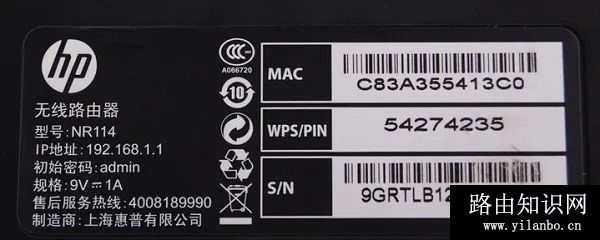 hp
无线路由器
型号:NR114
IP地址:192.168.1.1
初始密码:admin
规格:9V⎓1A
售后服务热线:4008189990
制造商:上海惠普有限公司
CCC
A066720
10
MAC
C83A355413C0
WPS/PIN
54274235
S/N
9GRTLB12
路由知识网
www.yilanbo.cn